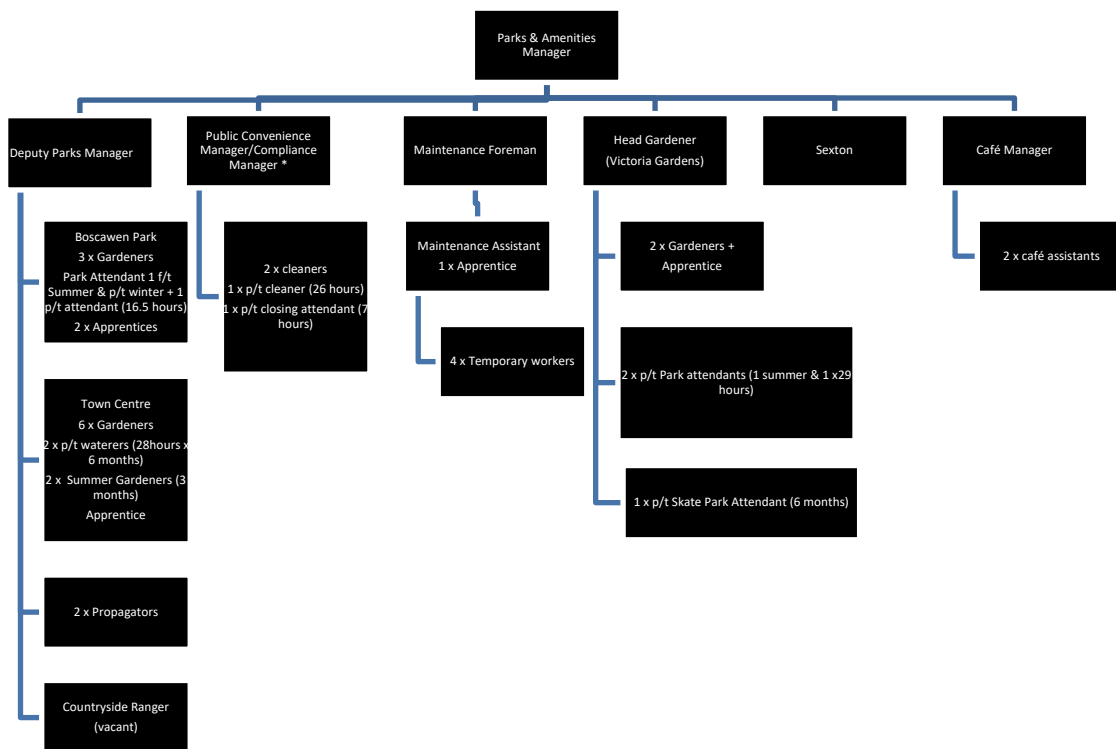 Parks & Amenities
Manager
Deputy Parks Manager
Public Convenience
Manager/Compliance
Manager *
Maintenance Foreman
Head Gardener
(Victoria Gardens)
Sexton
Café Manager
Boscawen Park
3 x Gardeners
Park Attendant 1 f/t
Summer & p/t winter + 1
p/t attendant (16.5 hours)
2 x Apprentices
Town Centre
6 x Gardeners
2 x p/t waterers (28hours x
6 months)
2 x  Summer Gardeners (3
months)
Apprentice
2 x Propagators
Countryside Ranger
(vacant)
2 x cleaners
1 x p/t cleaner (26 hours)
1 x p/t closing attendant (7
hours)
Maintenance Assistant
1 x Apprentice
4 x Temporary workers
2 x Gardeners +
Apprentice
2 x p/t Park attendants (1 summer & 1 x29
hours)
1 x p/t Skate Park Attendant (6 months)
2 x café assistants